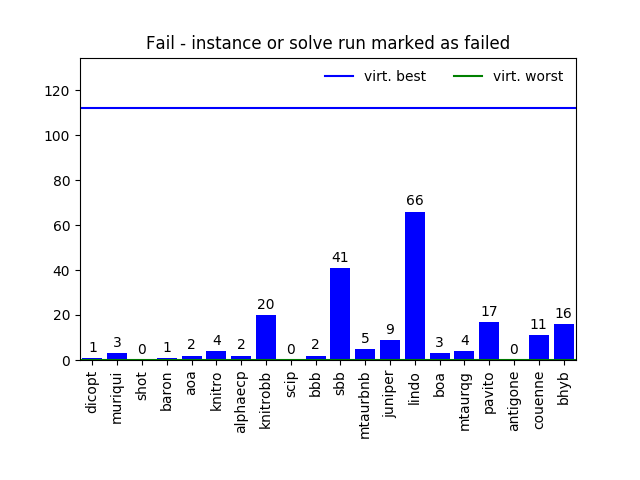 Fail - instance or solve run marked as failed
virt. best virt. worst
120
100
80
60
40
20
0
1 3 0 1 2 4 2 20 0 2 41 5 9 66 3 4 17 0 11 16
dicopt
muriqui
shot
baron
aoa
knitro
alphaecp
knitrobb
scip
bbb
sbb
mtaurbnb
juniper
lindo
boa
mtaurqg
pavito
antigone
couenne
bhyb